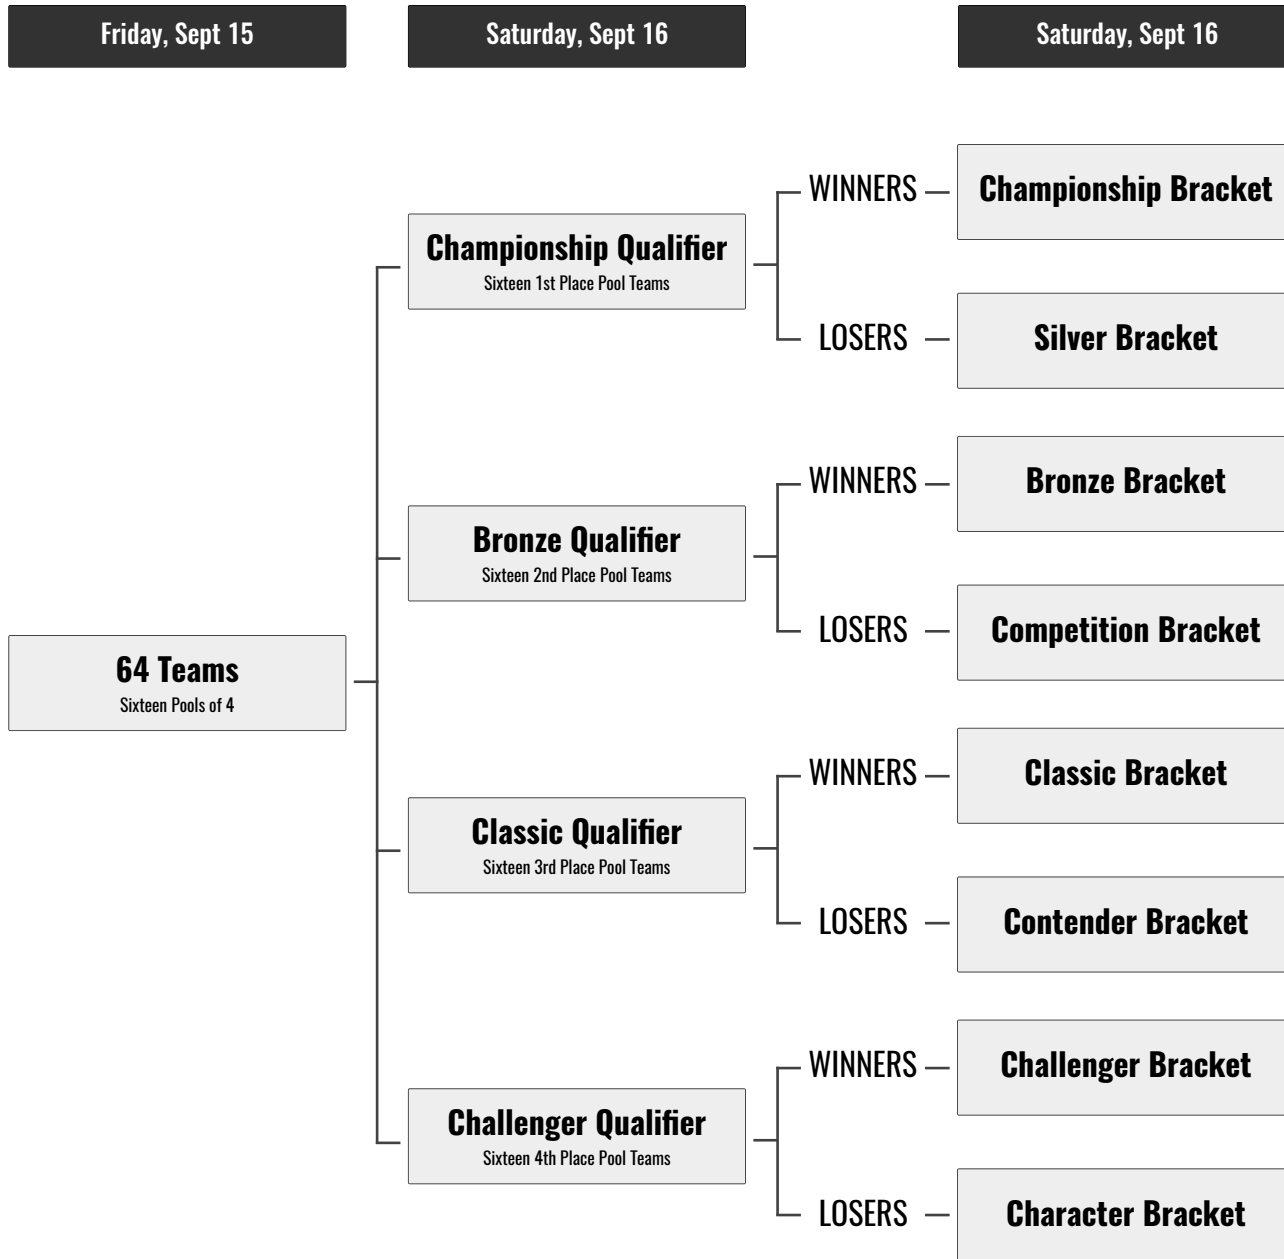 Friday, Sept 15
Saturday, Sept 16
Saturday, Sept 16
64 Teams
Sixteen Pools of 4
Championship Qualifier
Sixteen 1st Place Pool Teams
WINNERS
Championship Bracket
LOSERS
Silver Bracket
Bronze Qualifier
Sixteen 2nd Place Pool Teams
WINNERS
Bronze Bracket
LOSERS
Competition Bracket
Classic Qualifier
Sixteen 3rd Place Pool Teams
WINNERS
Classic Bracket
LOSERS
Contender Bracket
Challenger Qualifier
Sixteen 4th Place Pool Teams
WINNERS
Challenger Bracket
LOSERS
Character Bracket